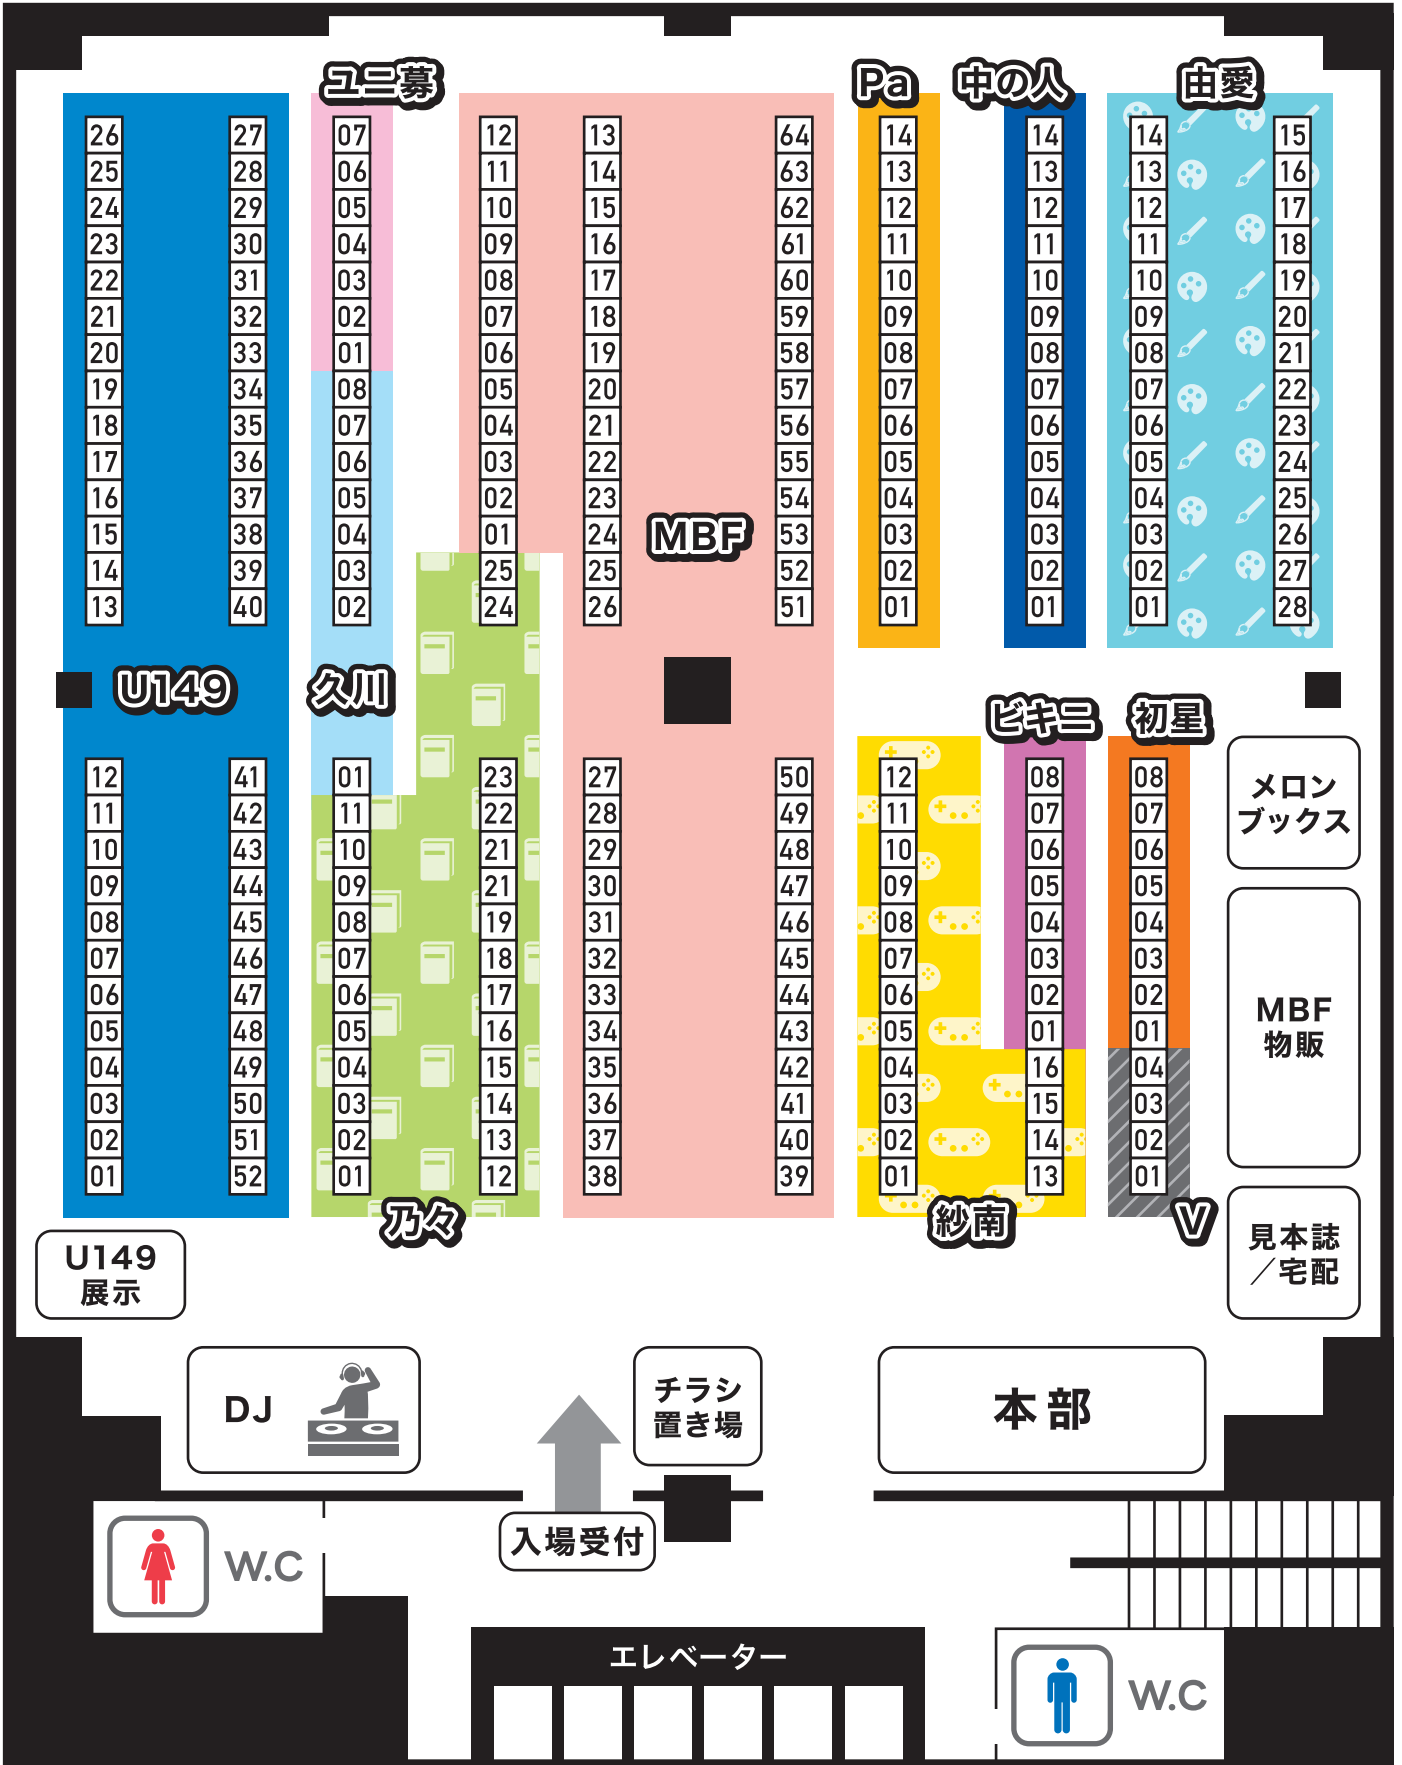 ユニ募 Pa 中の人 由愛
26 27 07 12 13 64 14 14 14 15
25 28 06 11 14 63 13 13 13 16
24 29 05 10 15 62 12 12 12 17
23 30 04 09 16 61 11 11 11 18
22 31 03 08 17 60 10 10 10 19
21 32 02 07 18 59 09 09 09 20
20 33 01 06 19 58 08 08 08 21
19 34 08 05 20 57 07 07 07 22
18 35 07 04 21 56 06 06 06 23
17 36 06 03 22 55 05 05 05 24
16 37 05 02 23 54 04 04 04 25
15 38 04 01 24 53 03 03 03 26
MBF
14 39 03 25 25 52 02 02 02 27
13 40 02 24 26 51 01 01 01 28
U149 久川 ビキニ 初星
12 41 01 23 27 50 12 08 08
11 42 11 22 28 49 11 07 07
10 43 10 21 29 48 10 06 06
09 44 09 21 30 47 09 05 05
08 45 08 19 31 46 08 04 04
07 46 07 18 32 45 07 03 03
06 47 06 17 33 44 06 02 02
05 48 05 16 34 43 05 01 01
04 49 04 15 35 42 04 16 04
03 50 03 14 36 41 03 15 03
02 51 02 13 37 40 02 14 02
01 52 01 12 38 39 01 13 01
乃々 紗南 V
メロン
ブックス
MBF
物販
見本誌
／宅配
U149
展示
DJ
チラシ
置き場
本部
入場受付
W.C
エレベーター
W.C